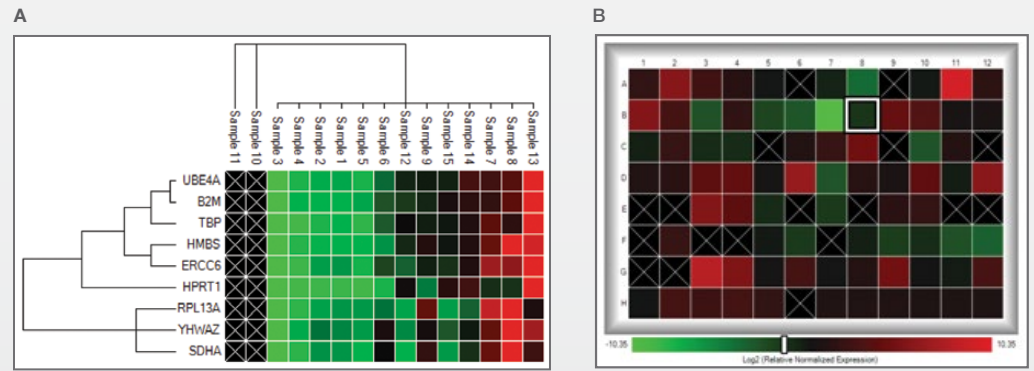 A
Sample 11 Sample 10 Sample 3 Sample 4 Sample 2 Sample 1 Sample 5 Sample 6 Sample 12 Sample 9 Sample 15 Sample 14 Sample 7 Sample 8 Sample 13
UBE4A
B2M
TBP
HMBS
ERCC6
HPRT1
RPL13A
YHWAZ
SDHA
B
1 2 3 4 5 6 7 8 9 10 11 12
A
B
C
D
E
F
G
H
-10.35 10.35
Log2 (Relative Normalized Expression)